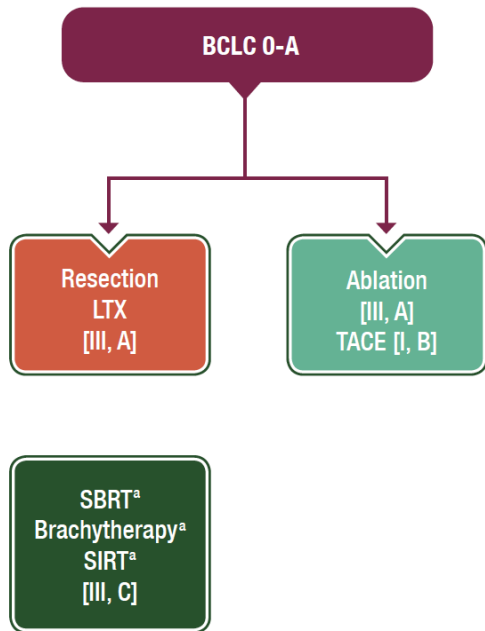 BCLC 0-A
Resection
LTX
[III, A]
Ablation
[III, A]
TACE [I, B]
SBRTᵃ
Brachytherapyᵃ
SIRTᵃ
[III, C]